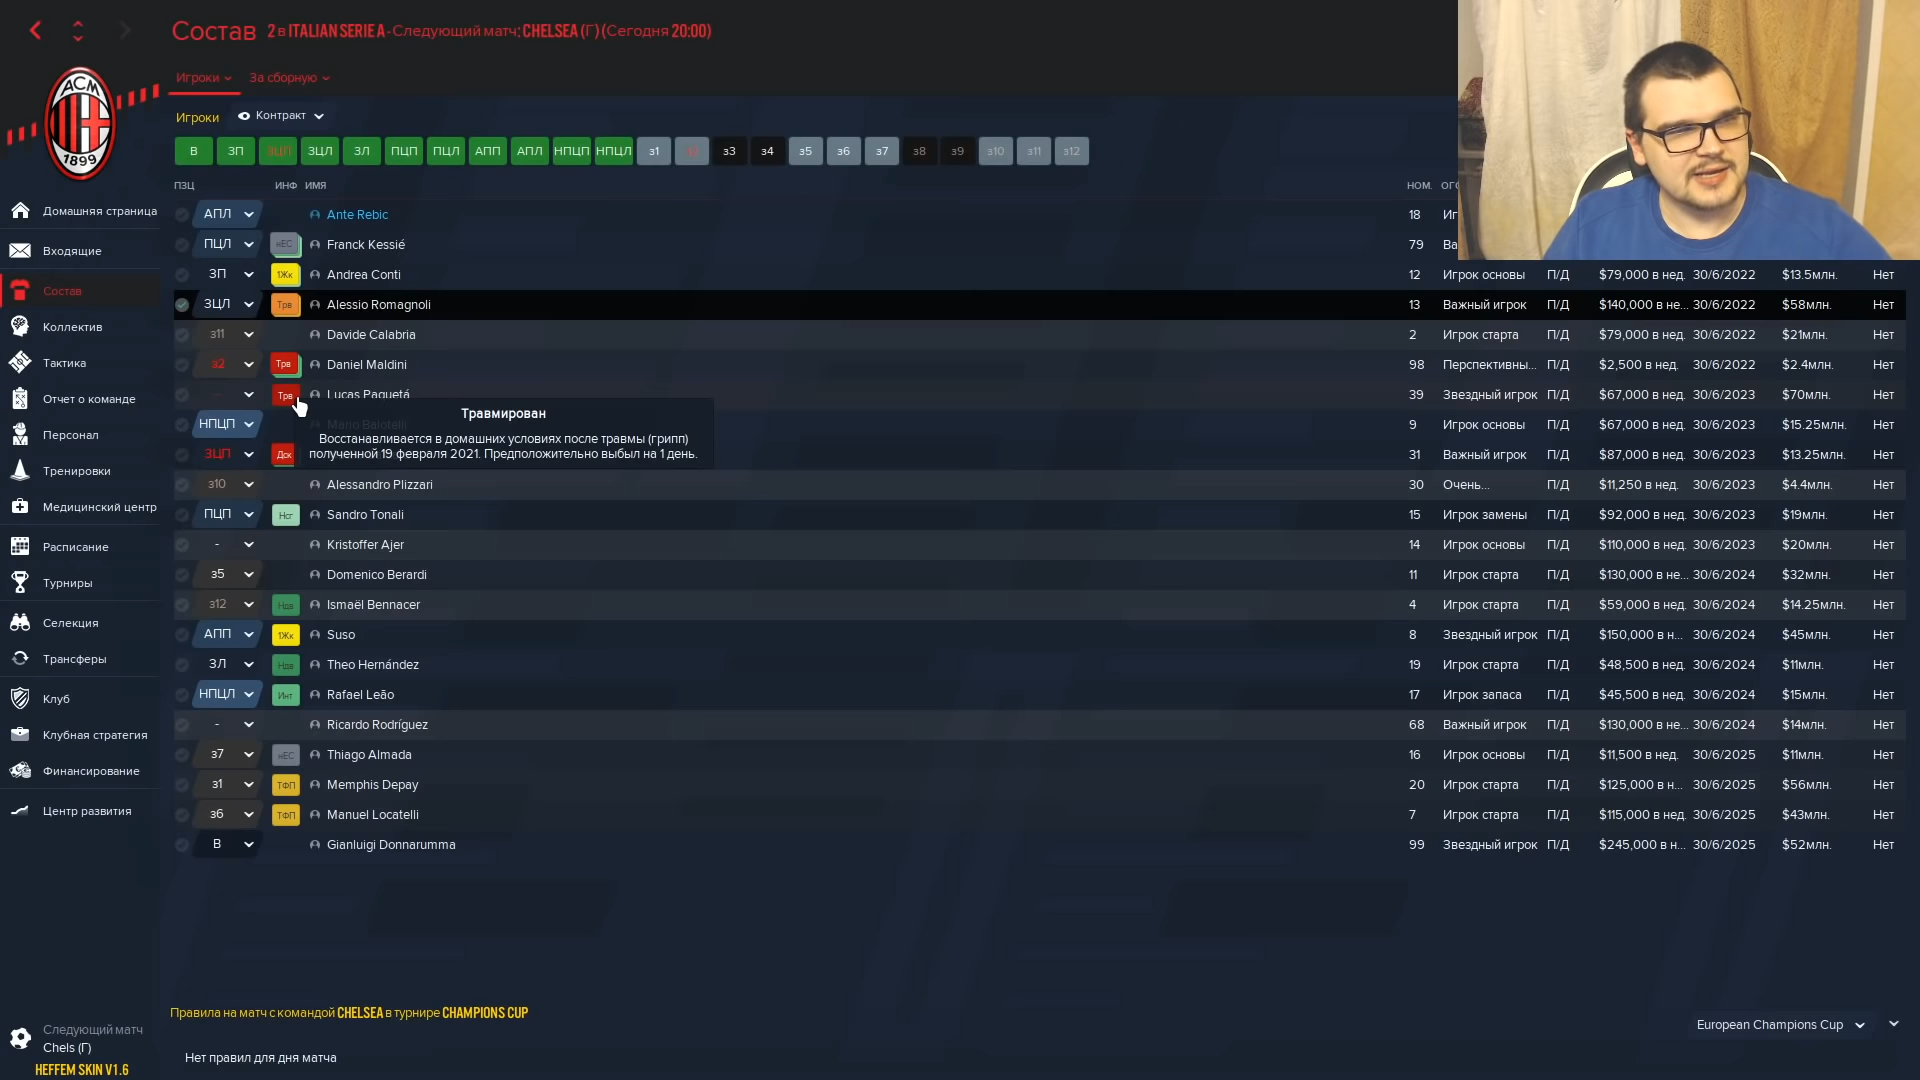 Состав 2 в ITALIAN SERIE A - Следующий матч: CHELSEA (Г) (Сегодня 20:00)
ACM
1899
Игроки За сборную
Игроки Контракт
В ЗП ЗЦП ЗЦЛ ЗЛ ПЦП ПЦЛ АПП АПЛ НПЦП НПЦЛ з1 з2 з3 з4 з5 з6 з7 з8 з9 з10 з11 з12
ПЗЦ ИНФ ИМЯ НОМ.
АПЛ Ante Rebic 18
ПЦЛ нЕС Franck Kessié 79
ЗП 1Жк Andrea Conti 12 Игрок основы П/Д $79,000 в нед. 30/6/2022 $13.5млн. Нет
ЗЦЛ Трв Alessio Romagnoli 13 Важный игрок П/Д $140,000 в не... 30/6/2022 $58млн. Нет
з11 Davide Calabria 2 Игрок старта П/Д $79,000 в нед. 30/6/2023 $21млн. Нет
з2 Трв Daniel Maldini 98 Перспективны... П/Д $2,500 в нед. 30/6/2022 $2.4млн. Нет
- Трв Lucas Paquetá 39 Звездный игрок П/Д $67,000 в нед. 30/6/2023 $70млн. Нет
НПЦП Mario Balotelli 9 Игрок основы П/Д $67,000 в нед. 30/6/2023 $15.25млн. Нет
ЗЦП Дск 31 Важный игрок П/Д $87,000 в нед. 30/6/2023 $13.25млн. Нет
Травмирован
Восстанавливается в домашних условиях после травмы (грипп)
полученной 19 февраля 2021. Предположительно выбыл на 1 день.
з10 Alessandro Plizzari 30 Очень... П/Д $11,250 в нед. 30/6/2023 $4.4млн. Нет
ПЦП Нсг Sandro Tonali 15 Игрок замены П/Д $92,000 в нед. 30/6/2023 $19млн. Нет
- Kristoffer Ajer 14 Игрок основы П/Д $110,000 в нед. 30/6/2023 $20млн. Нет
з5 Domenico Berardi 11 Игрок старта П/Д $130,000 в не... 30/6/2024 $32млн. Нет
з12 Ндв Ismaël Bennacer 4 Игрок старта П/Д $59,000 в нед. 30/6/2024 $14.25млн. Нет
АПП 1Жк Suso 8 Звездный игрок П/Д $150,000 в н... 30/6/2024 $45млн. Нет
ЗЛ Ндв Theo Hernández 19 Игрок старта П/Д $48,500 в нед. 30/6/2024 $11млн. Нет
НПЦЛ Инт Rafael Leão 17 Игрок запаса П/Д $45,500 в нед. 30/6/2024 $15млн. Нет
- Ricardo Rodríguez 68 Важный игрок П/Д $130,000 в не... 30/6/2024 $14млн. Нет
з7 нЕС Thiago Almada 16 Игрок основы П/Д $11,500 в нед. 30/6/2025 $11млн. Нет
з1 ТФП Memphis Depay 20 Игрок старта П/Д $125,000 в н... 30/6/2025 $56млн. Нет
з6 ТФП Manuel Locatelli 7 Игрок старта П/Д $115,000 в нед. 30/6/2025 $43млн. Нет
В Gianluigi Donnarumma 99 Звездный игрок П/Д $245,000 в н... 30/6/2025 $52млн. Нет
Домашняя страница
Входящие
Состав
Коллектив
Тактика
Отчет о команде
Персонал
Тренировки
Медицинский центр
Расписание
Турниры
Селекция
Трансферы
Клуб
Клубная стратегия
Финансирование
Центр развития
Следующий матч
Chels (Г)
HEFFEM SKIN V1.6
Правила на матч с командой CHELSEA в турнире CHAMPIONS CUP
European Champions Cup
Нет правил для дня матча